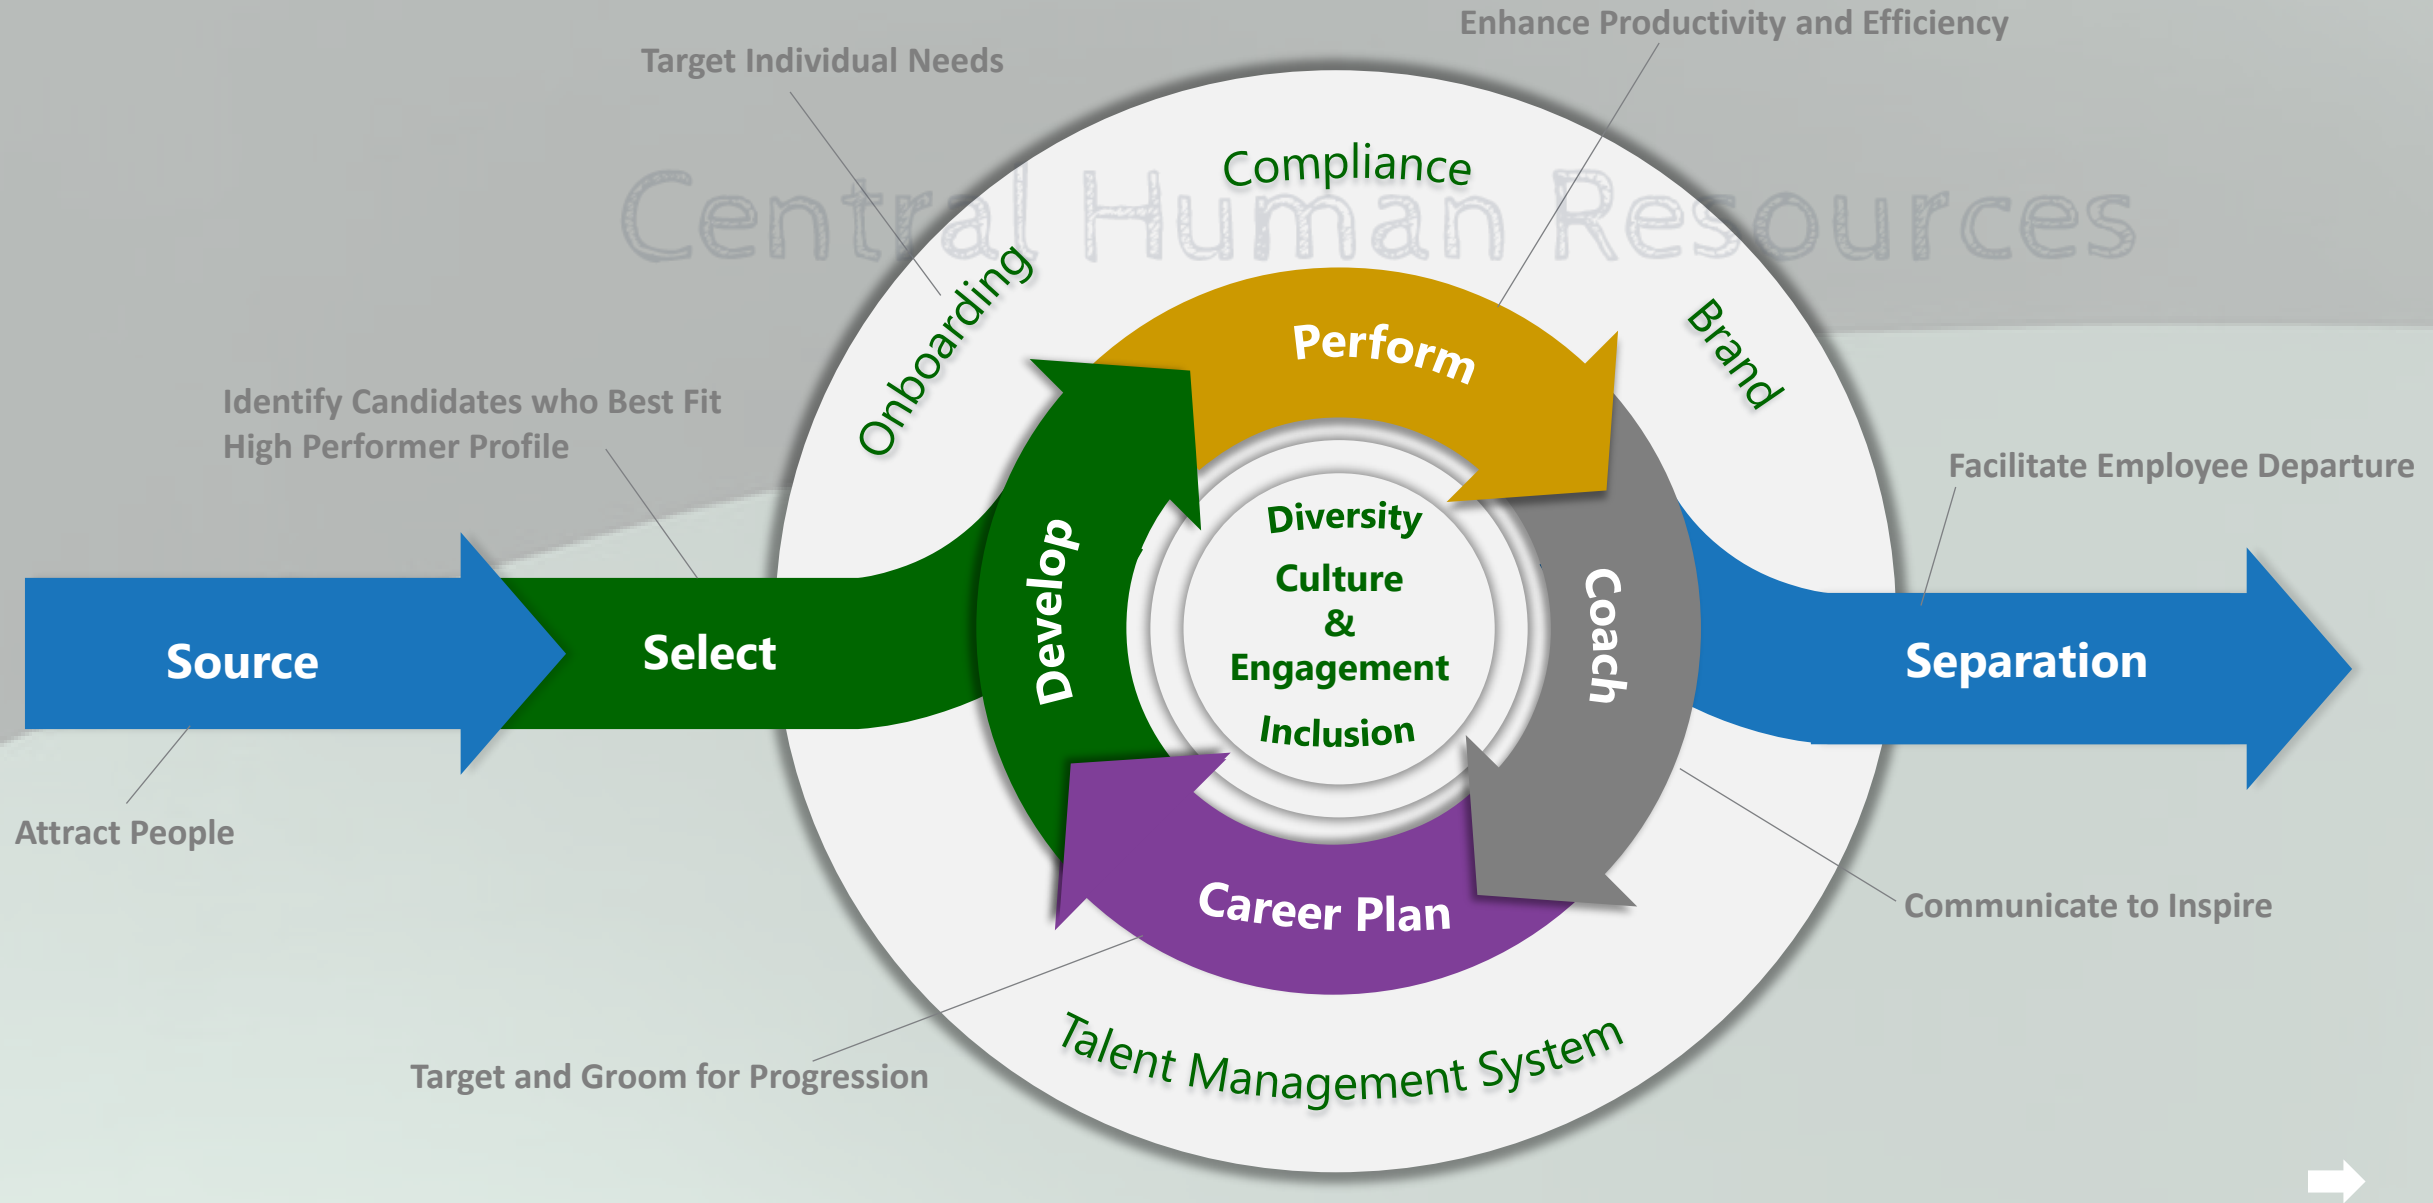 Enhance Productivity and Efficiency
Target Individual Needs
Compliance
Central Human Resources
Onboarding
Brand
Perform
Identify Candidates who Best Fit
High Performer Profile
Facilitate Employee Departure
Diversity
Culture
&
Engagement
Inclusion
Develop
Coach
Source
Select
Separation
Attract People
Career Plan
Communicate to Inspire
Talent Management System
Target and Groom for Progression